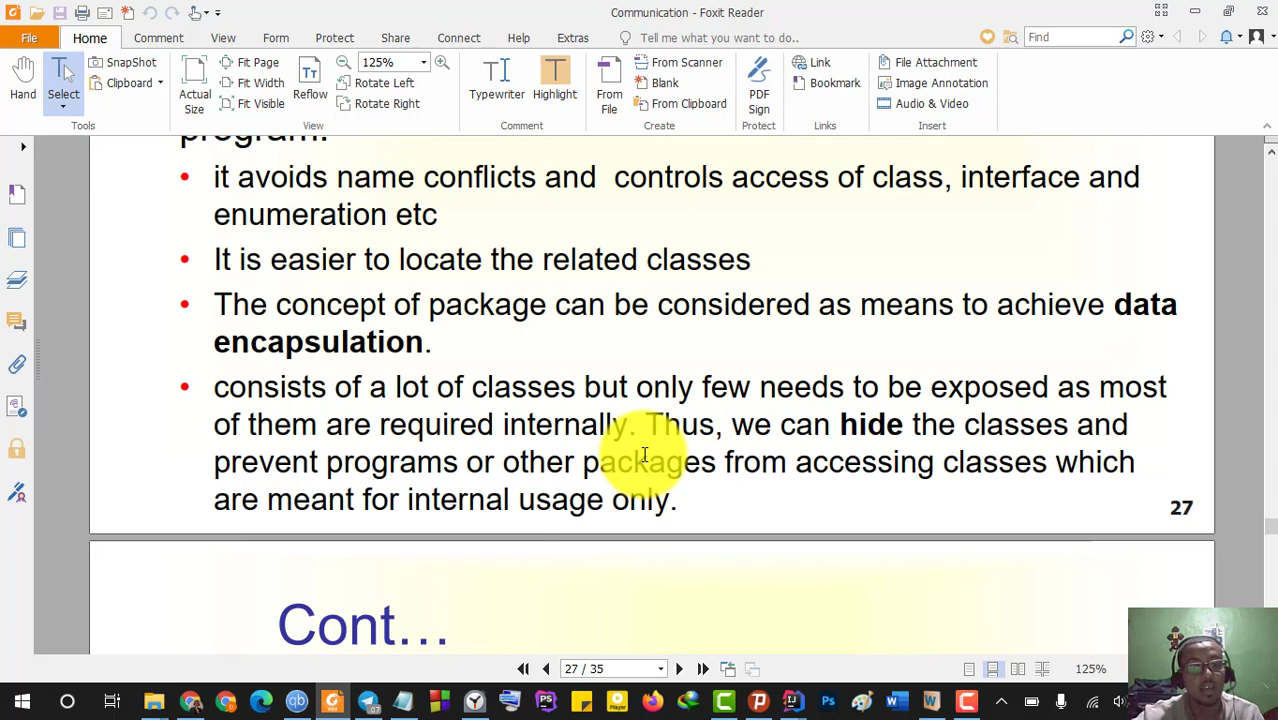 Communication - Foxit Reader
File Home Comment View Form Protect Share Connect Help Extras Tell me what you want to do.. Find
Hand
Select
SnapShot
Clipboard
Tools
Actual
Size
Fit Page
Fit Width
Fit Visible
Reflow
125%
Rotate Left
Rotate Right
View
Typewriter
Highlight
Comment
From
File
From Scanner
Blank
From Clipboard
Create
PDF
Sign
Protect
Link
Bookmark
Links
File Attachment
Image Annotation
Audio & Video
Insert
program.
• it avoids name conflicts and controls access of class, interface and
enumeration etc
• It is easier to locate the related classes
• The concept of package can be considered as means to achieve data
encapsulation.
• consists of a lot of classes but only few needs to be exposed as most
of them are required internally. Thus, we can hide the classes and
prevent programs or other packages from accessing classes which
are meant for internal usage only.
27
Cont…
27 / 35
125%